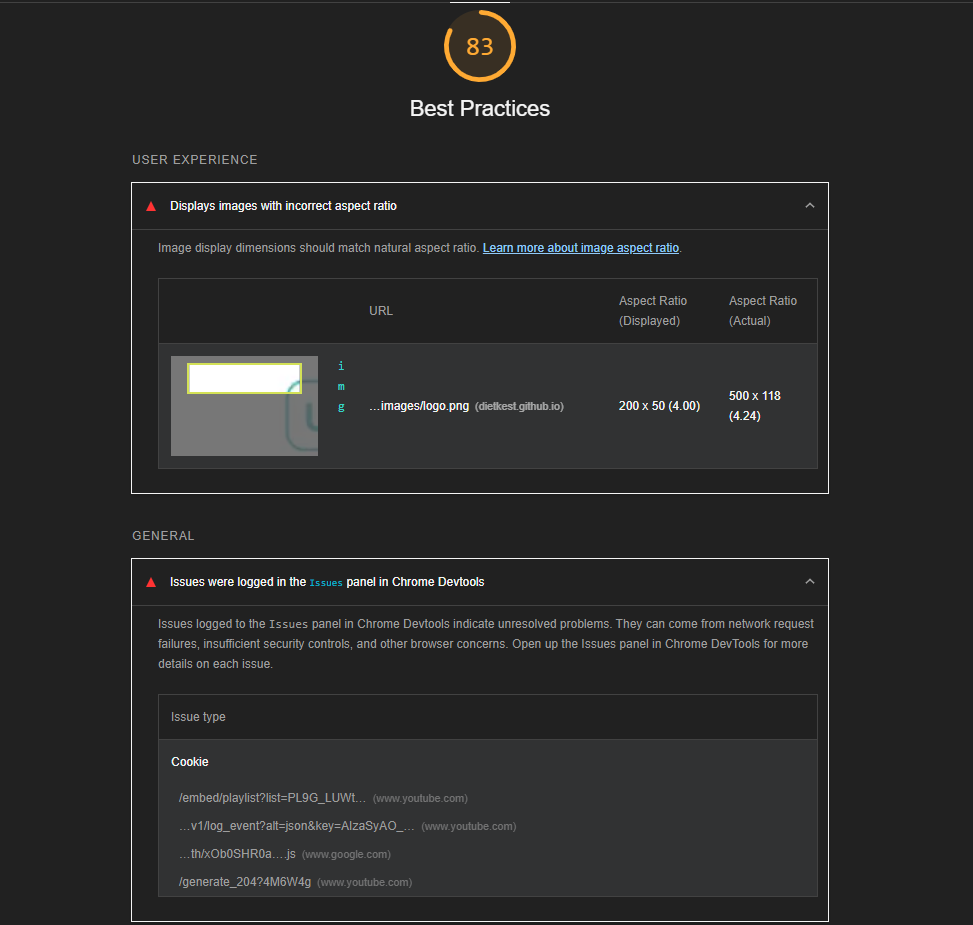 83
Best Practices
USER EXPERIENCE
Displays images with incorrect aspect ratio
Image display dimensions should match natural aspect ratio. Learn more about image aspect ratio.
URL
Aspect Ratio
(Displayed)
Aspect Ratio
(Actual)
i
m
g
…images/logo.png (dietkest.github.io)
200 x 50 (4.00)
500 x 118
(4.24)
GENERAL
Issues were logged in the Issues panel in Chrome Devtools
Issues logged to the Issues panel in Chrome Devtools indicate unresolved problems. They can come from network request
failures, insufficient security controls, and other browser concerns. Open up the Issues panel in Chrome DevTools for more
details on each issue.
Issue type
Cookie
/embed/playlist?list=PL9G_LUWt… (www.youtube.com)
…v1/log_event?alt=json&key=AIzaSyAO_… (www.youtube.com)
…th/xOb0SHR0a….js (www.google.com)
/generate_204?4M6W4g (www.youtube.com)